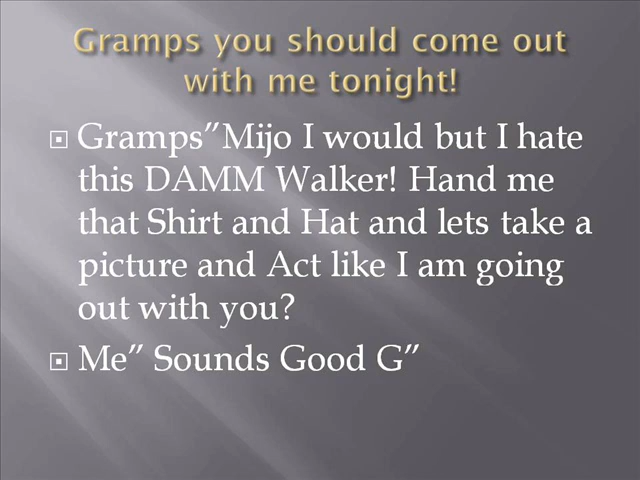 Gramps you should come out
with me tonight!
Gramps”Mijo I would but I hate
this DAMM Walker! Hand me
that Shirt and Hat and lets take a
picture and Act like I am going
out with you?
Me” Sounds Good G”